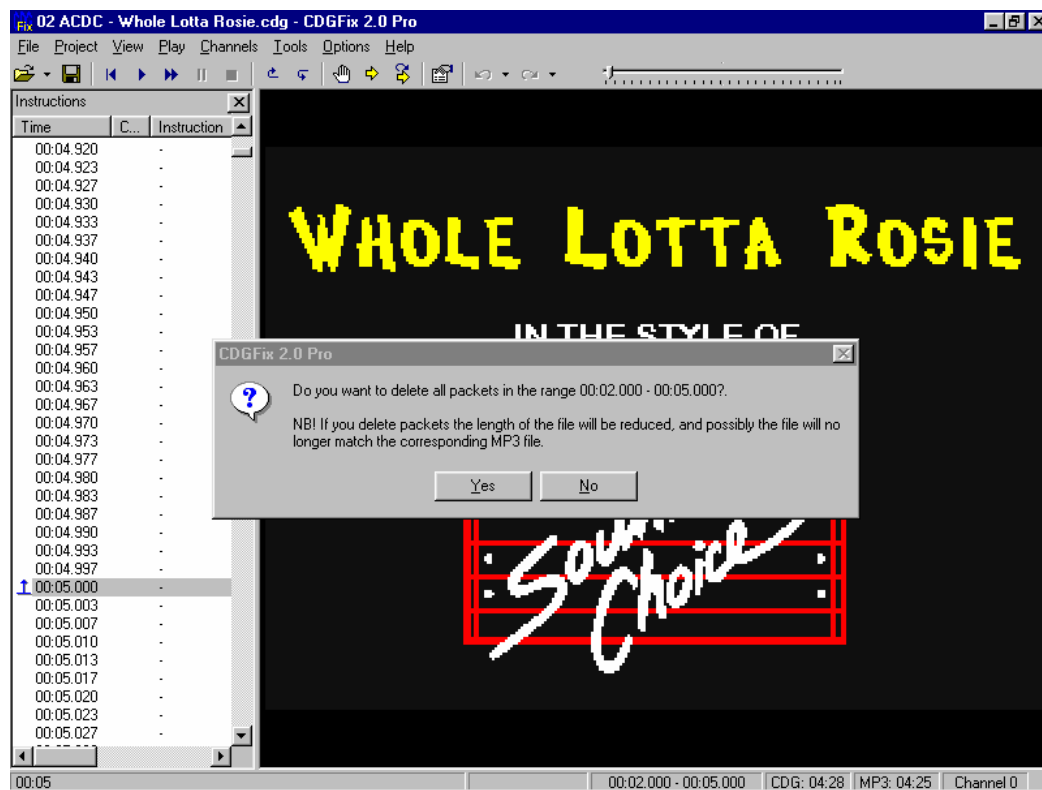 Fix 02 ACDC - Whole Lotta Rosie.cdg - CDGFix 2.0 Pro
File Project View Play Channels Tools Options Help
Instructions
Time C... Instruction
00:04.920 -
00:04.923 -
00:04.927 -
00:04.930 -
00:04.933 -
00:04.937 -
00:04.940 -
00:04.943 -
00:04.947 -
00:04.950 -
00:04.953 -
00:04.957 -
00:04.960
00:04.963
00:04.967
00:04.970
00:04.973
00:04.977
00:04.980
00:04.983
00:04.987
00:04.990 -
00:04.993 -
00:04.997 -
00:05.000 -
00:05.003 -
00:05.007 -
00:05.010 -
00:05.013 -
00:05.017 -
00:05.020 -
00:05.023 -
00:05.027 -
WHOLE LOTTA ROSIE
IN THE STYLE OF
CDGFix 2.0 Pro
Do you want to delete all packets in the range 00:02.000 - 00:05.000?.
NB! If you delete packets the length of the file will be reduced, and possibly the file will no
longer match the corresponding MP3 file.
Yes No
Choice
00:05 00:02.000 - 00:05.000 CDG: 04:28 MP3: 04:25 Channel 0